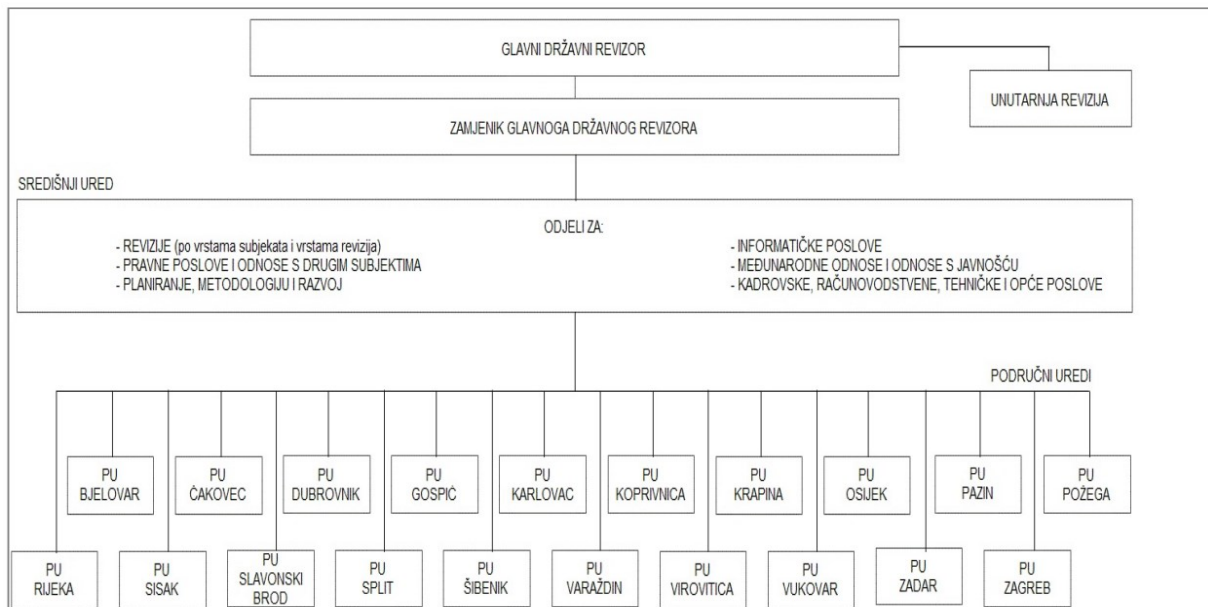 GLAVNI DRŽAVNI REVIZOR
UNUTARNJA REVIZIJA
ZAMJENIK GLAVNOGA DRŽAVNOG REVIZORA
SREDIŠNJI URED
ODJELI ZA:
- REVIZIJE (po vrstama subjekata i vrstama revizija)
- PRAVNE POSLOVE I ODNOSE S DRUGIM SUBJEKTIMA
- PLANIRANJE, METODOLOGIJU I RAZVOJ
- INFORMATIČKE POSLOVE
- MEĐUNARODNE ODNOSE I ODNOSE S JAVNOŠĆU
- KADROVSKE, RAČUNOVODSTVENE, TEHNIČKE I OPĆE POSLOVE
PODRUČNI UREDI
PU
BJELOVAR
PU
ČAKOVEC
PU
DUBROVNIK
PU
GOSPIĆ
PU
KARLOVAC
PU
KOPRIVNICA
PU
KRAPINA
PU
OSIJEK
PU
PAZIN
PU
POŽEGA
PU
RIJEKA
PU
SISAK
PU
SLAVONSKI
BROD
PU
SPLIT
PU
ŠIBENIK
PU
VARAŽDIN
PU
VIROVITICA
PU
VUKOVAR
PU
ZADAR
PU
ZAGREB